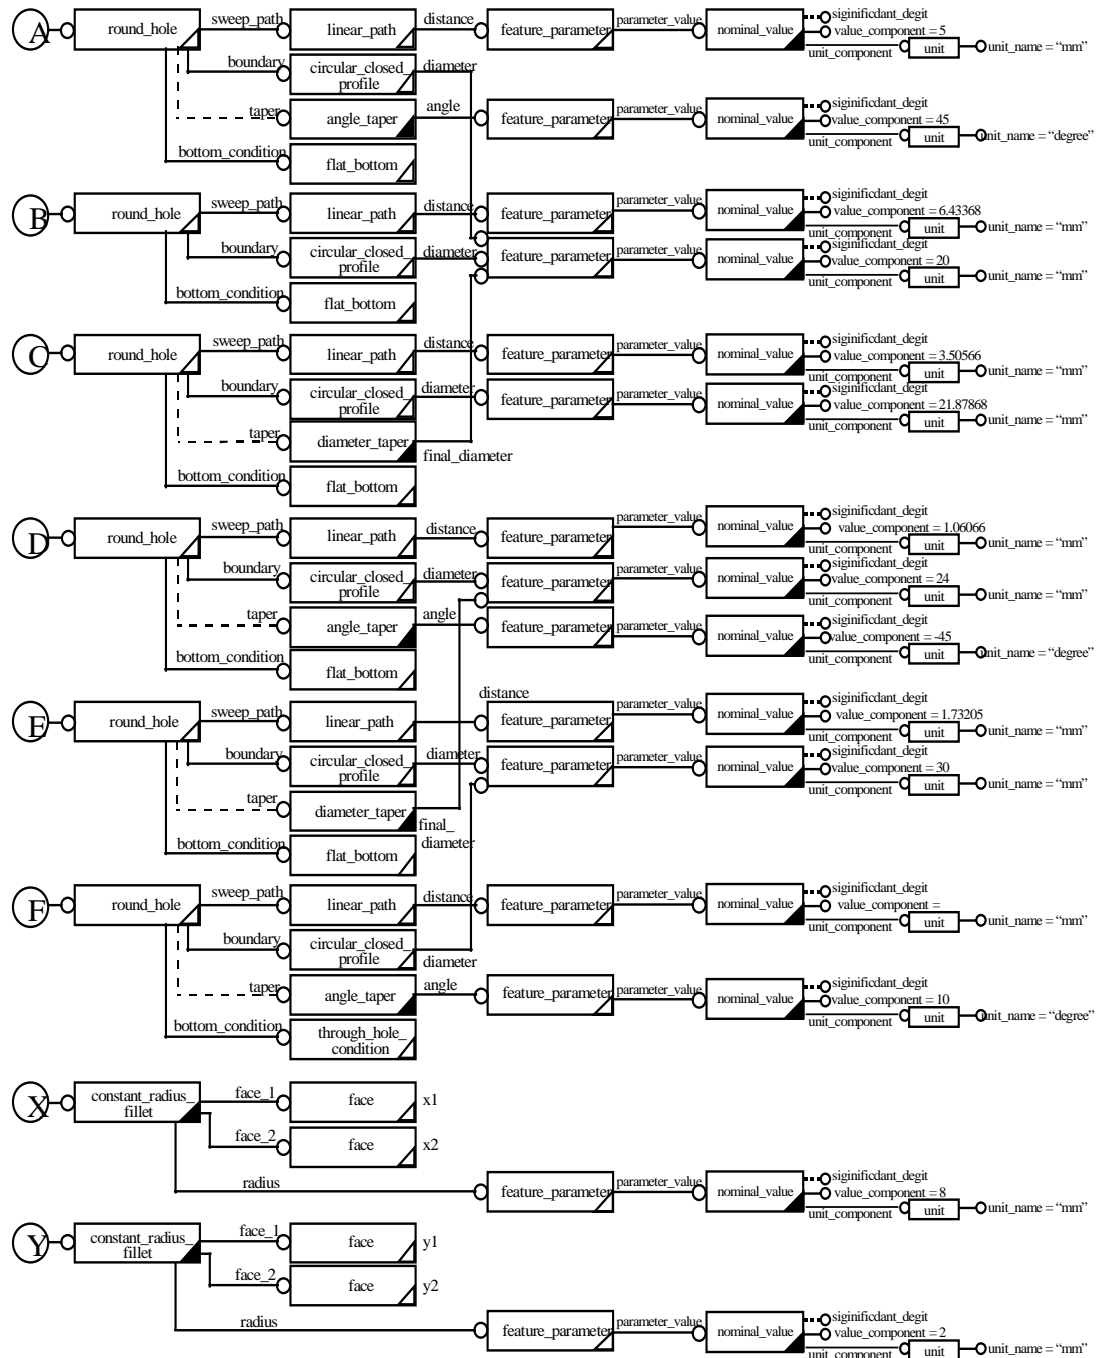 A round_hole sweep_path linear_path distance feature_parameter parameter_value nominal_value siginificdant_degit
value_component = 5
unit_component unit unit_name = “mm”
boundary circular_closed_ diameter
profile
taper angle_taper angle feature_parameter parameter_value nominal_value siginificdant_degit
value_component = 45
unit_component unit unit_name = “degree”
bottom_condition flat_bottom
B round_hole sweep_path linear_path distance feature_parameter parameter_value nominal_value siginificdant_degit
value_component = 6.43368
unit_component unit unit_name = “mm”
boundary circular_closed_ diameter feature_parameter parameter_value nominal_value siginificdant_degit
profile value_component = 20
unit_component unit unit_name = “mm”
bottom_condition flat_bottom
C round_hole sweep_path linear_path distance feature_parameter parameter_value nominal_value siginificdant_degit
value_component = 3.50566
unit_component unit unit_name = “mm”
boundary circular_closed_ diameter feature_parameter parameter_value nominal_value siginificdant_degit
profile value_component = 21.87868
unit_component unit unit_name = “mm”
taper diameter_taper
final_diameter
bottom_condition flat_bottom
D round_hole sweep_path linear_path distance feature_parameter parameter_value nominal_value siginificdant_degit
value_component = 1.06066
unit_component unit unit_name = “mm”
boundary circular_closed_ diameter feature_parameter parameter_value nominal_value siginificdant_degit
profile value_component = 24
unit_component unit unit_name = “mm”
taper angle_taper angle feature_parameter parameter_value nominal_value siginificdant_degit
value_component = -45
unit_component unit unit_name = “degree”
bottom_condition flat_bottom
E round_hole sweep_path linear_path distance feature_parameter parameter_value nominal_value siginificdant_degit
value_component = 1.73205
unit_component unit unit_name = “mm”
boundary circular_closed_ diameter feature_parameter parameter_value nominal_value siginificdant_degit
profile value_component = 30
unit_component unit unit_name = “mm”
taper diameter_taper
final_
diameter
bottom_condition flat_bottom
F round_hole sweep_path linear_path distance feature_parameter parameter_value nominal_value siginificdant_degit
value_component =
unit_component unit unit_name = “mm”
boundary circular_closed_
profile diameter
taper angle_taper angle feature_parameter parameter_value nominal_value siginificdant_degit
value_component = 10
unit_component unit unit_name = “degree”
bottom_condition through_hole_
condition
X constant_radius_ face_1 face x1
fillet
face_2 face x2
radius feature_parameter parameter_value nominal_value siginificdant_degit
value_component = 8
unit_component unit unit_name = “mm”
Y constant_radius_ face_1 face y1
fillet
face_2 face y2
radius feature_parameter parameter_value nominal_value siginificdant_degit
value_component = 2
unit_component unit unit_name = “mm”